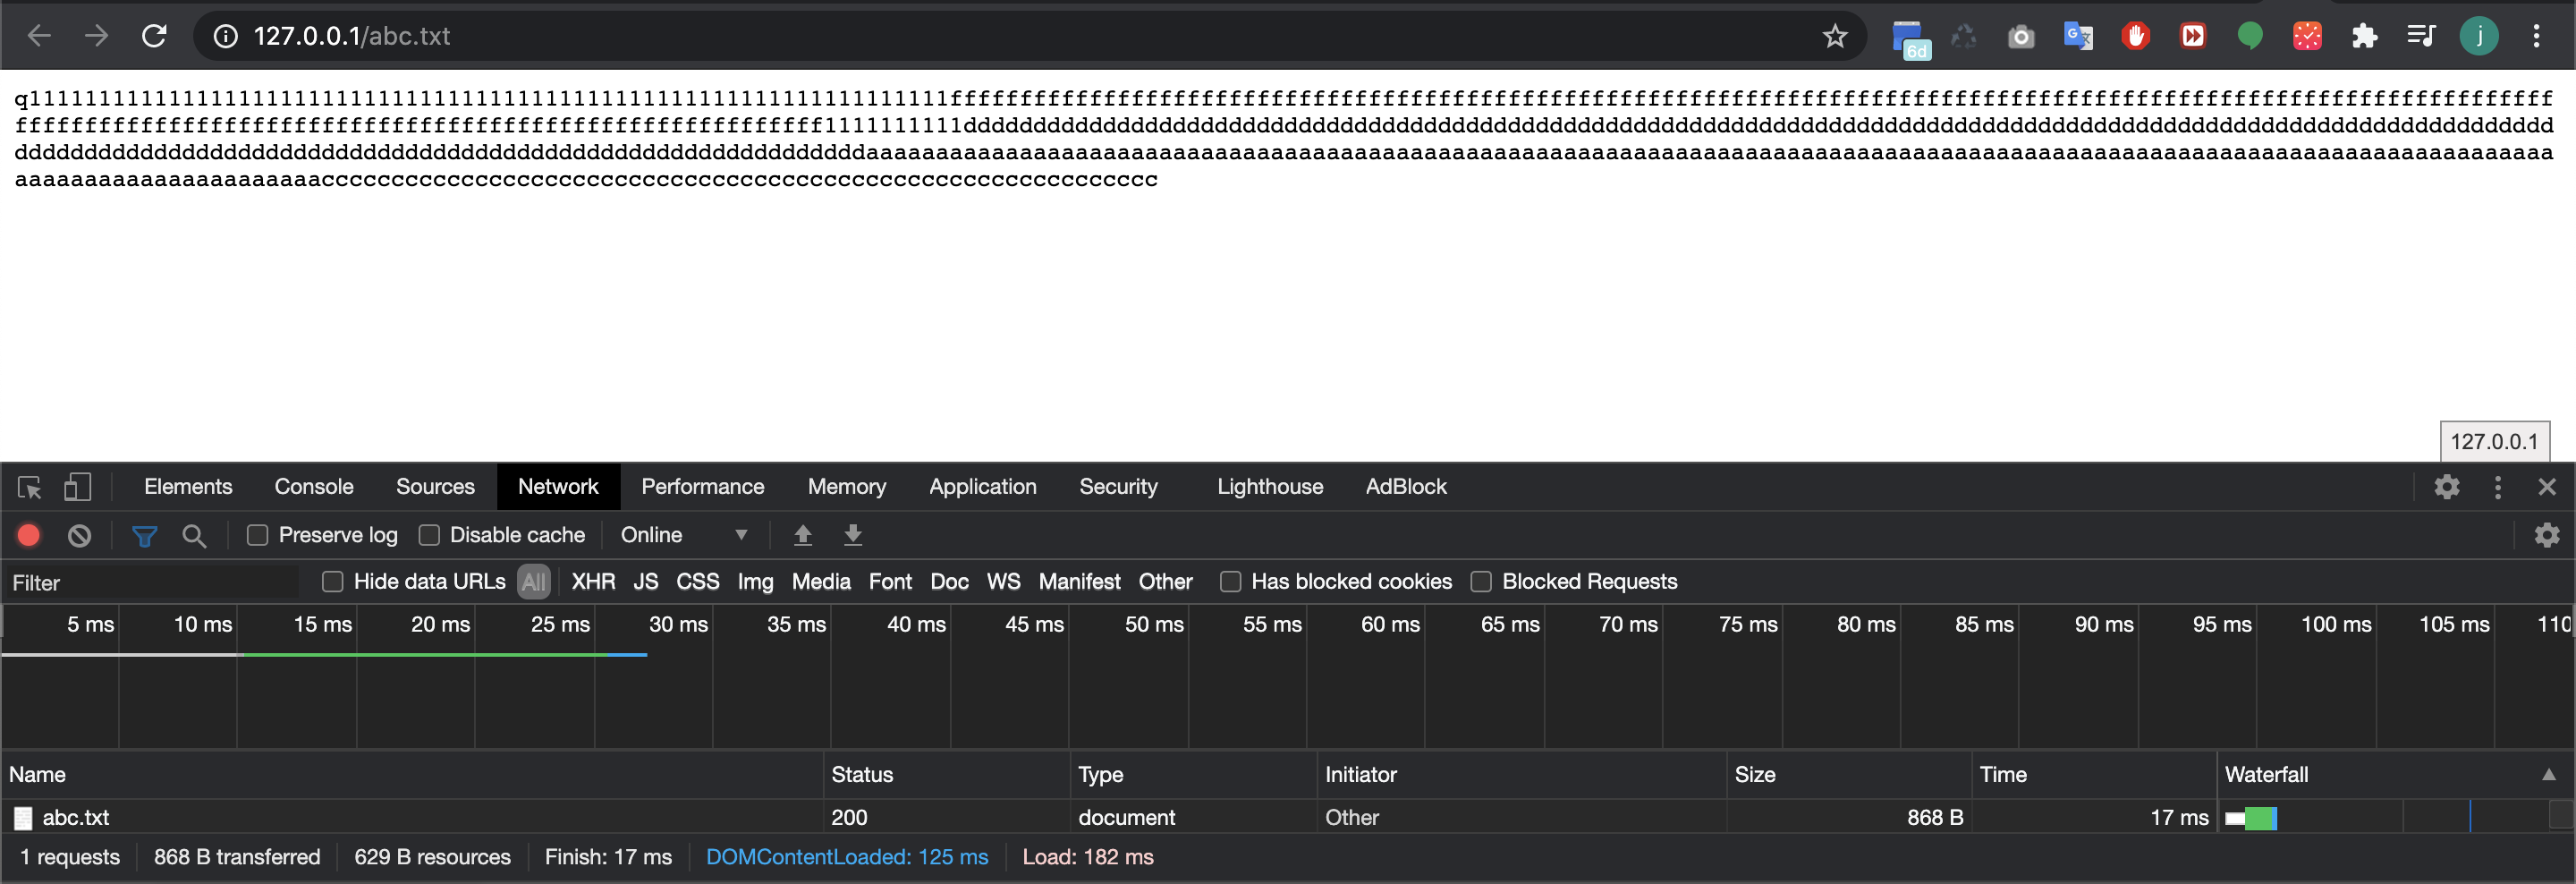 127.0.0.1/abc.txt
6d
j
q111111111111111111111111111111111111111111111111111111111111111111fffffffffffffffffffffffffffffffffffffffffffffffffffffffffffffffffffffffffffffffffffffffffffffffffffffffffffffffffff
ffffffffffffffffffffffffffffffffffffffffffffffffffffffffff1111111111dddddddddddddddddddddddddddddddddddddddddddddddddddddddddddddddddddddddddddddddddddddddddddddddddddddddddddddddddd
dddddddddddddddddddddddddddddddddddddddddddddddddddddddddddddaaaaaaaaaaaaaaaaaaaaaaaaaaaaaaaaaaaaaaaaaaaaaaaaaaaaaaaaaaaaaaaaaaaaaaaaaaaaaaaaaaaaaaaaaaaaaaaaaaaaaaaaaaaaaaaaaaaaaaaaa
aaaaaaaaaaaaaaaaaaaaaacccccccccccccccccccccccccccccccccccccccccccccccccccccccccccc
127.0.0.1
Elements Console Sources Network Performance Memory Application Security Lighthouse AdBlock
Preserve log Disable cache Online
Filter Hide data URLs All XHR JS CSS Img Media Font Doc WS Manifest Other Has blocked cookies Blocked Requests
5 ms 10 ms 15 ms 20 ms 25 ms 30 ms 35 ms 40 ms 45 ms 50 ms 55 ms 60 ms 65 ms 70 ms 75 ms 80 ms 85 ms 90 ms 95 ms 100 ms 105 ms 110
Name Status Type Initiator Size Time Waterfall
abc.txt 200 document Other 868 B 17 ms
1 requests 868 B transferred 629 B resources Finish: 17 ms DOMContentLoaded: 125 ms Load: 182 ms